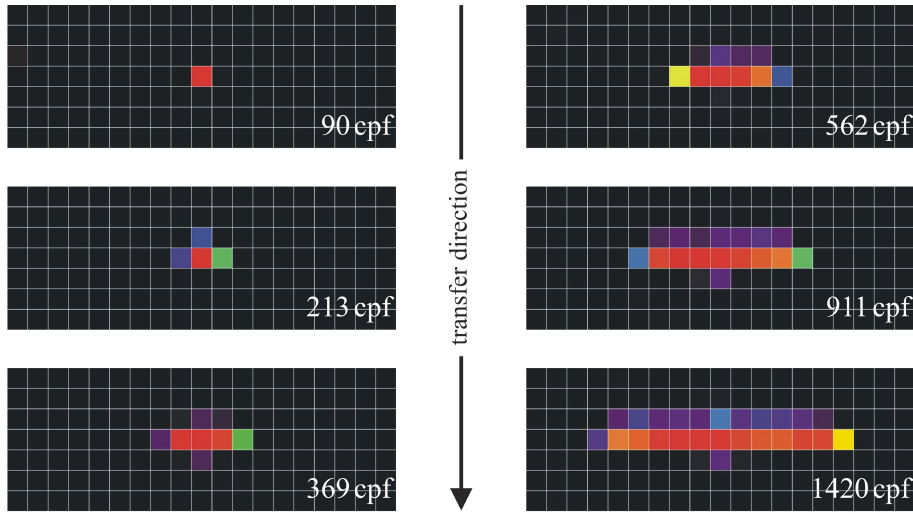 90 cpf
562 cpf
213 cpf
transfer direction
911 cpf
369 cpf
1420 cpf